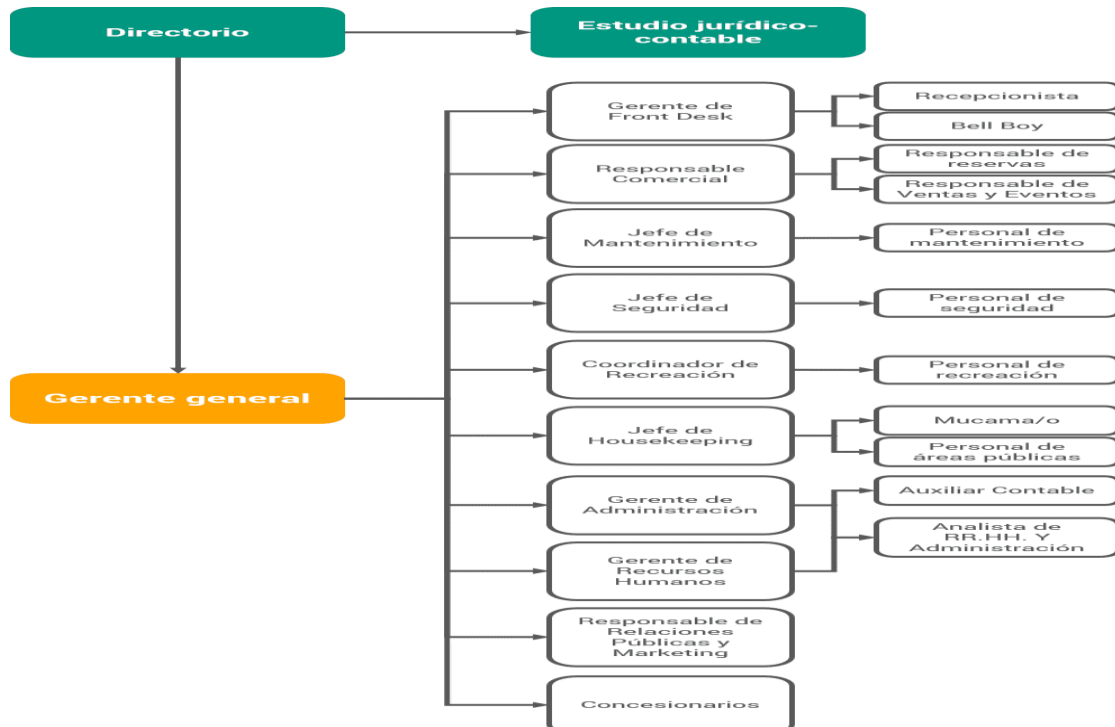 Directorio
Estudio jurídico-
contable
Gerente de
Front Desk
Recepcionista
Bell Boy
Responsable
Comercial
Responsable de
reservas
Responsable de
Ventas y Eventos
Jefe de
Mantenimiento
Personal de
mantenimiento
Jefe de
Seguridad
Personal de
seguridad
Gerente general
Coordinador de
Recreación
Personal de
recreación
Jefe de
Housekeeping
Mucama/o
Personal de
áreas públicas
Gerente de
Administración
Auxiliar Contable
Analista de
RR.HH. Y
Administración
Gerente de
Recursos
Humanos
Responsable de
Relaciones
Públicas y
Marketing
Concesionarios